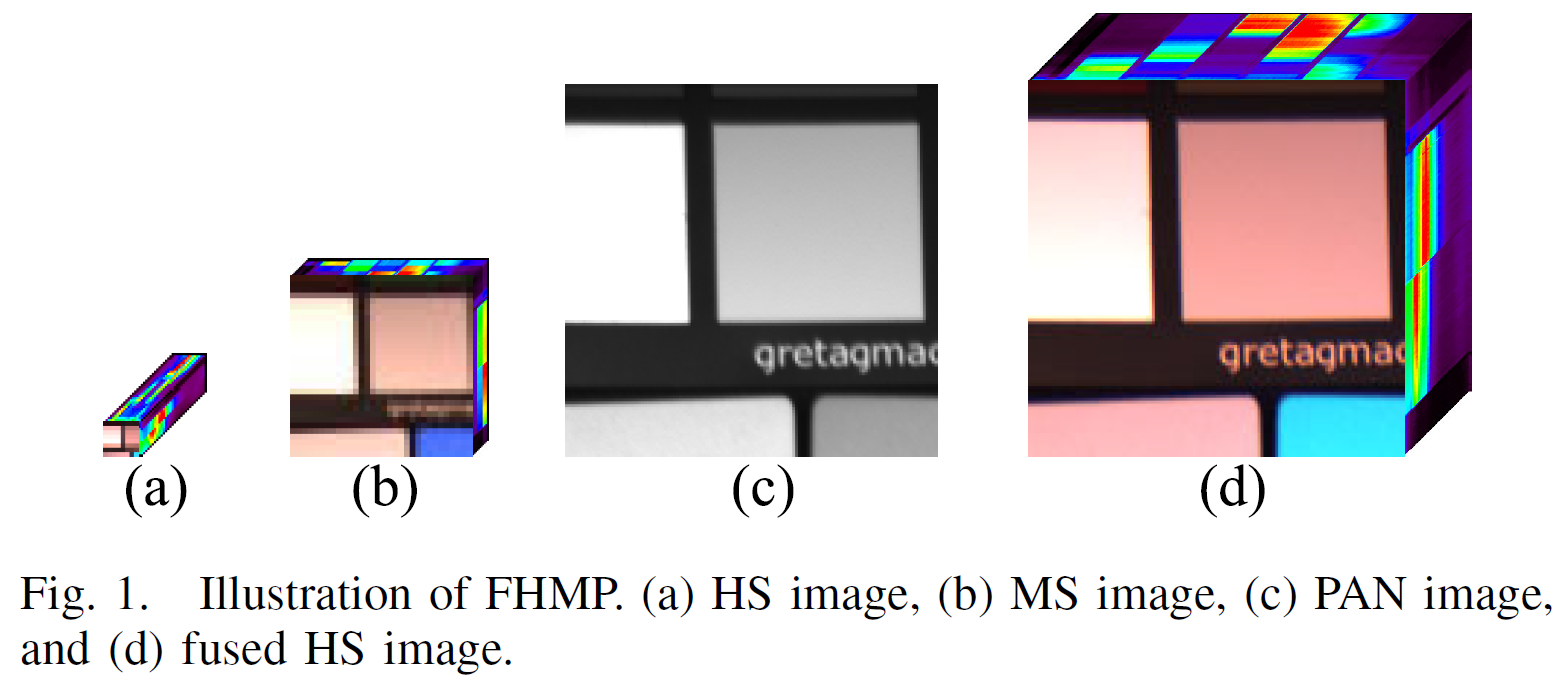 gretagmac
gretagmac
(a) (b) (c) (d)
Fig. 1. Illustration of FHMP. (a) HS image, (b) MS image, (c) PAN image,
and (d) fused HS image.